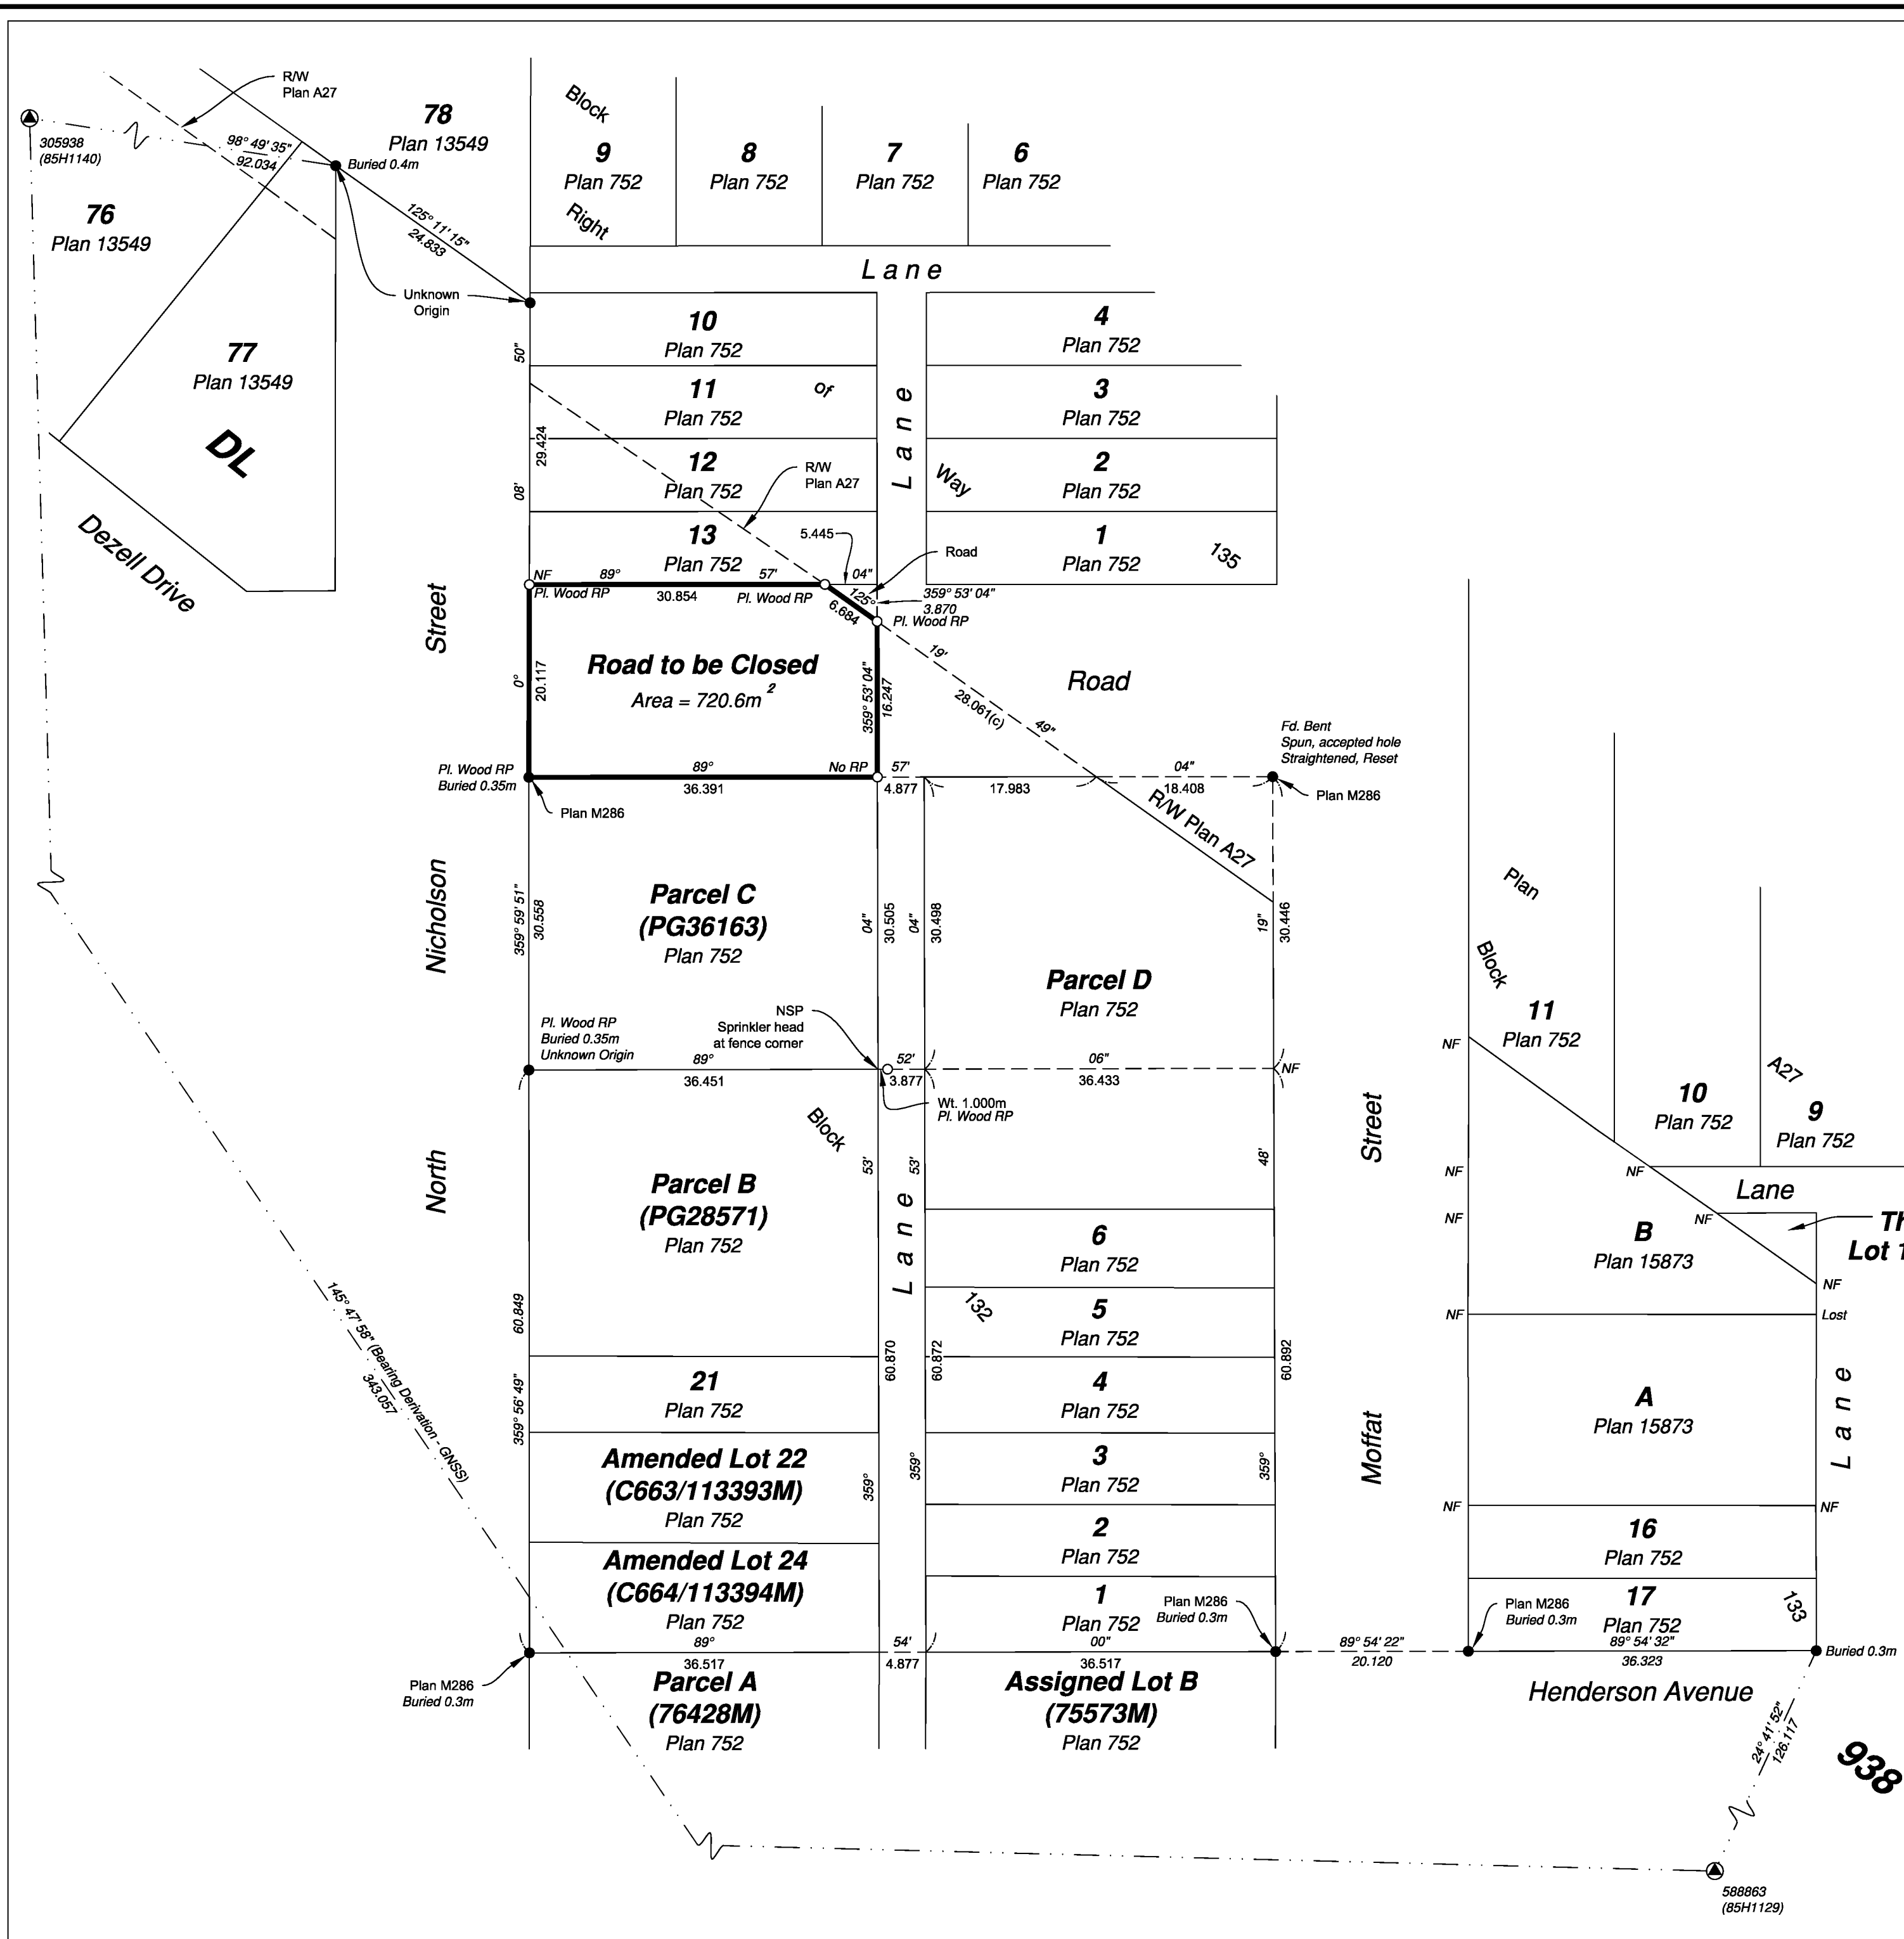 R/W
Plan A27
305938
(85H1140)
98° 49' 35"
92.034
Buried 0.4m
78
Plan 13549
76
Plan 13549
125° 11' 15"
24.833
Unknown
Origin
77
Plan 13549
DL
Dezell Drive
Block
9
Plan 752
8
Plan 752
7
Plan 752
6
Plan 752
Right
Lane
10
Plan 752
4
Plan 752
50"
11
Plan 752
of
3
Plan 752
Lane
29.424
12
Plan 752
R/W
Plan A27
Way
2
Plan 752
08'
13
Plan 752
5.445
Road
1
Plan 752
135
NF
89°
57'
04"
Pl. Wood RP
30.854
Pl. Wood RP
125°
6.684
359° 53' 04"
3.870
Pl. Wood RP
Street
0°
20.117
Road to be Closed
Area = 720.6m 2
359° 53' 04"
16.247
19'
28.061(c)
49"
Road
Fd. Bent
Spun, accepted hole
Straightened, Reset
Pl. Wood RP
Buried 0.35m
89°
36.391
No RP
57'
4.877
17.983
04"
18.408
Plan M286
Plan M286
R/W Plan A27
Nicholson
359° 59' 51"
30.558
Parcel C
(PG36163)
Plan 752
04"
30.505
04"
30.498
19"
30.446
Parcel D
Plan 752
Plan
Block
11
Plan 752
A27
10
Plan 752
9
Plan 752
NSP
Sprinkler head
at fence corner
Pl. Wood RP
Buried 0.35m
Unknown Origin
89°
36.451
52'
3.877
06"
36.433
NF
NF
Wt. 1.000m
Pl. Wood RP
Block
North
Parcel B
(PG28571)
Plan 752
53'
53'
48'
Street
NF
NF
Lane
NF
NF
Th
Lot 1
B
Plan 15873
NF
NF
Lost
Lane
6
Plan 752
132
5
Plan 752
60.849
60.870
60.872
60.892
145° 47' 58" (Bearing Derivation - GNSS)
343.057
359° 56' 49"
21
Plan 752
4
Plan 752
A
Plan 15873
Lane
Moffat
Amended Lot 22
(C663/113393M)
Plan 752
359°
359°
3
Plan 752
359°
NF
NF
2
Plan 752
16
Plan 752
Amended Lot 24
(C664/113394M)
Plan 752
1
Plan 752
Plan M286
Buried 0.3m
Plan M286
Buried 0.3m
17
Plan 752
133
89°
36.517
54'
4.877
00"
36.517
89° 54' 22"
20.120
89° 54' 32"
36.323
Buried 0.3m
Plan M286
Buried 0.3m
Parcel A
(76428M)
Plan 752
Assigned Lot B
(75573M)
Plan 752
Henderson Avenue
24° 41' 52"
126.117
938
588863
(85H1129)